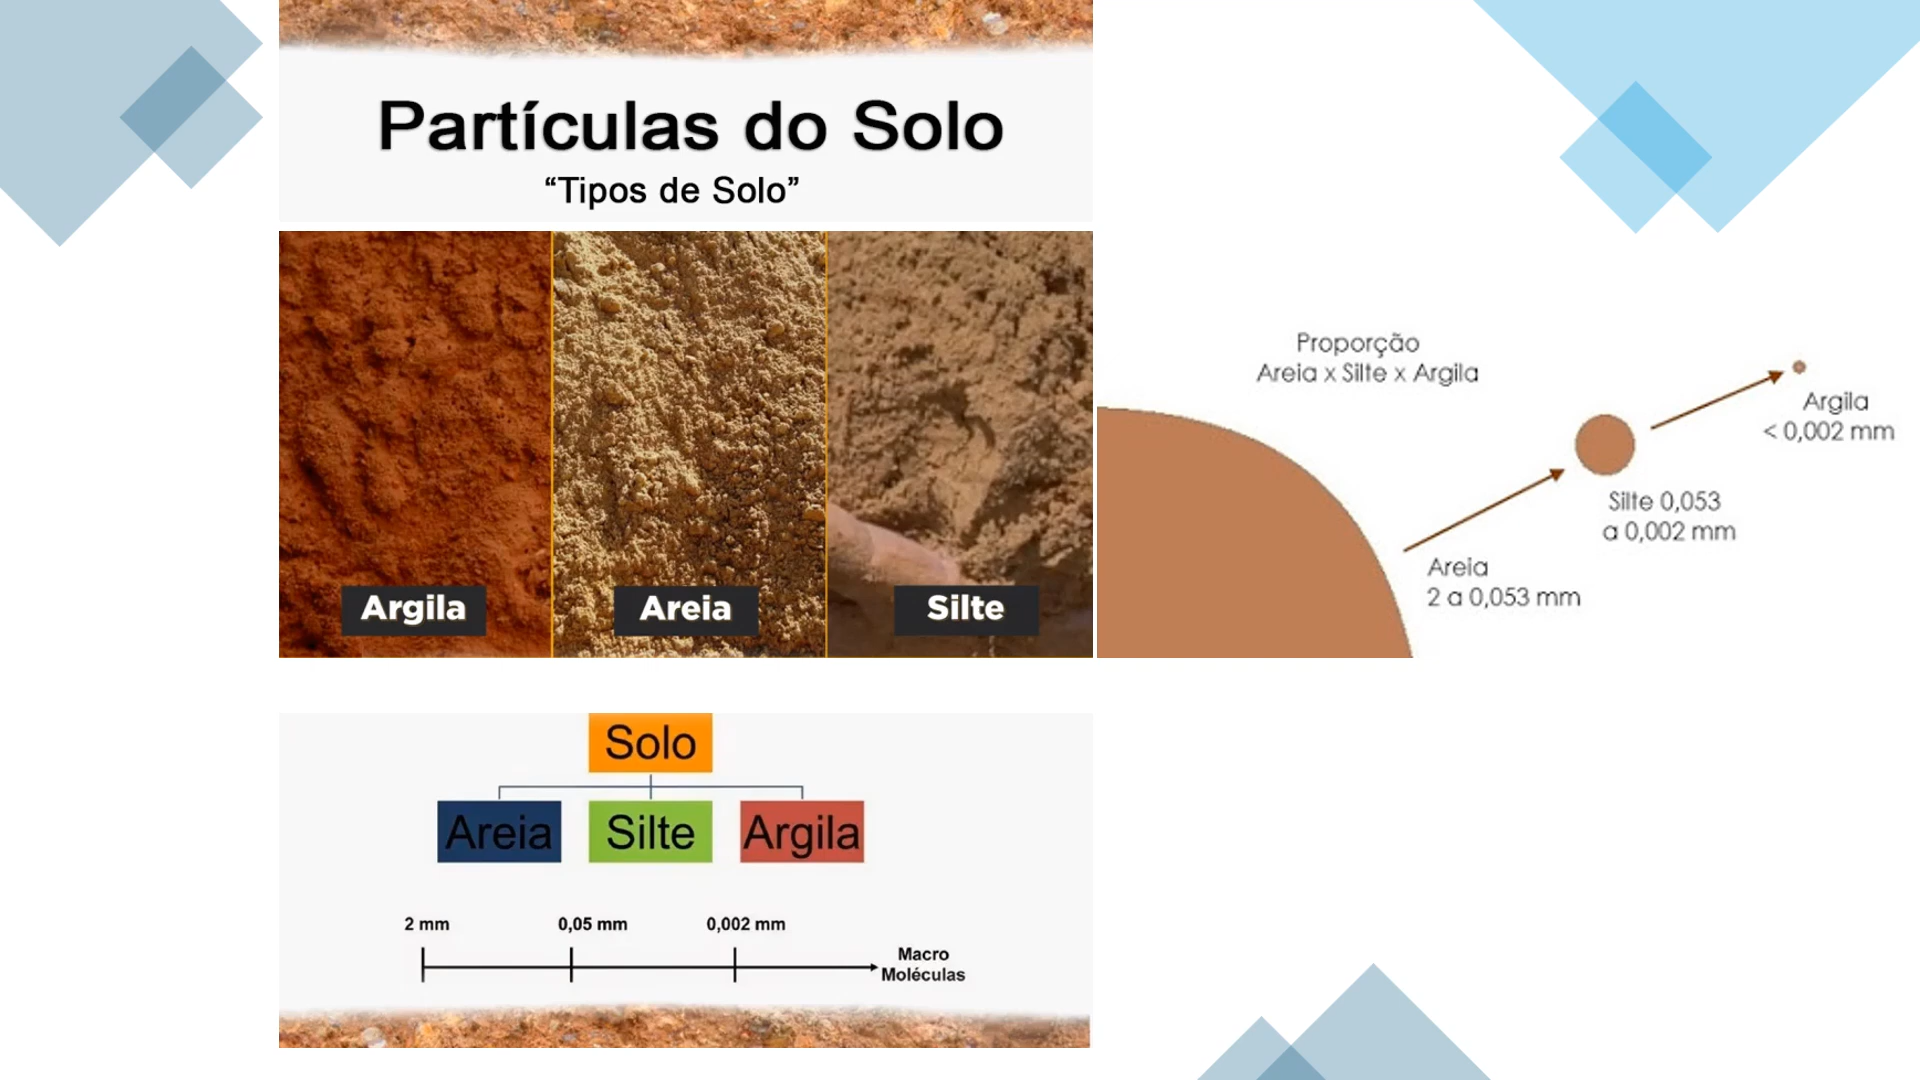 Partículas do Solo
“Tipos de Solo”
Argila
Areia
Silte
Proporção
Areia x Silte x Argila
Argila
< 0,002 mm
Silte 0,053
a 0,002 mm
Areia
2 a 0,053 mm
Solo
Areia
Silte
Argila
2 mm
0,05 mm
0,002 mm
Macro
Moléculas